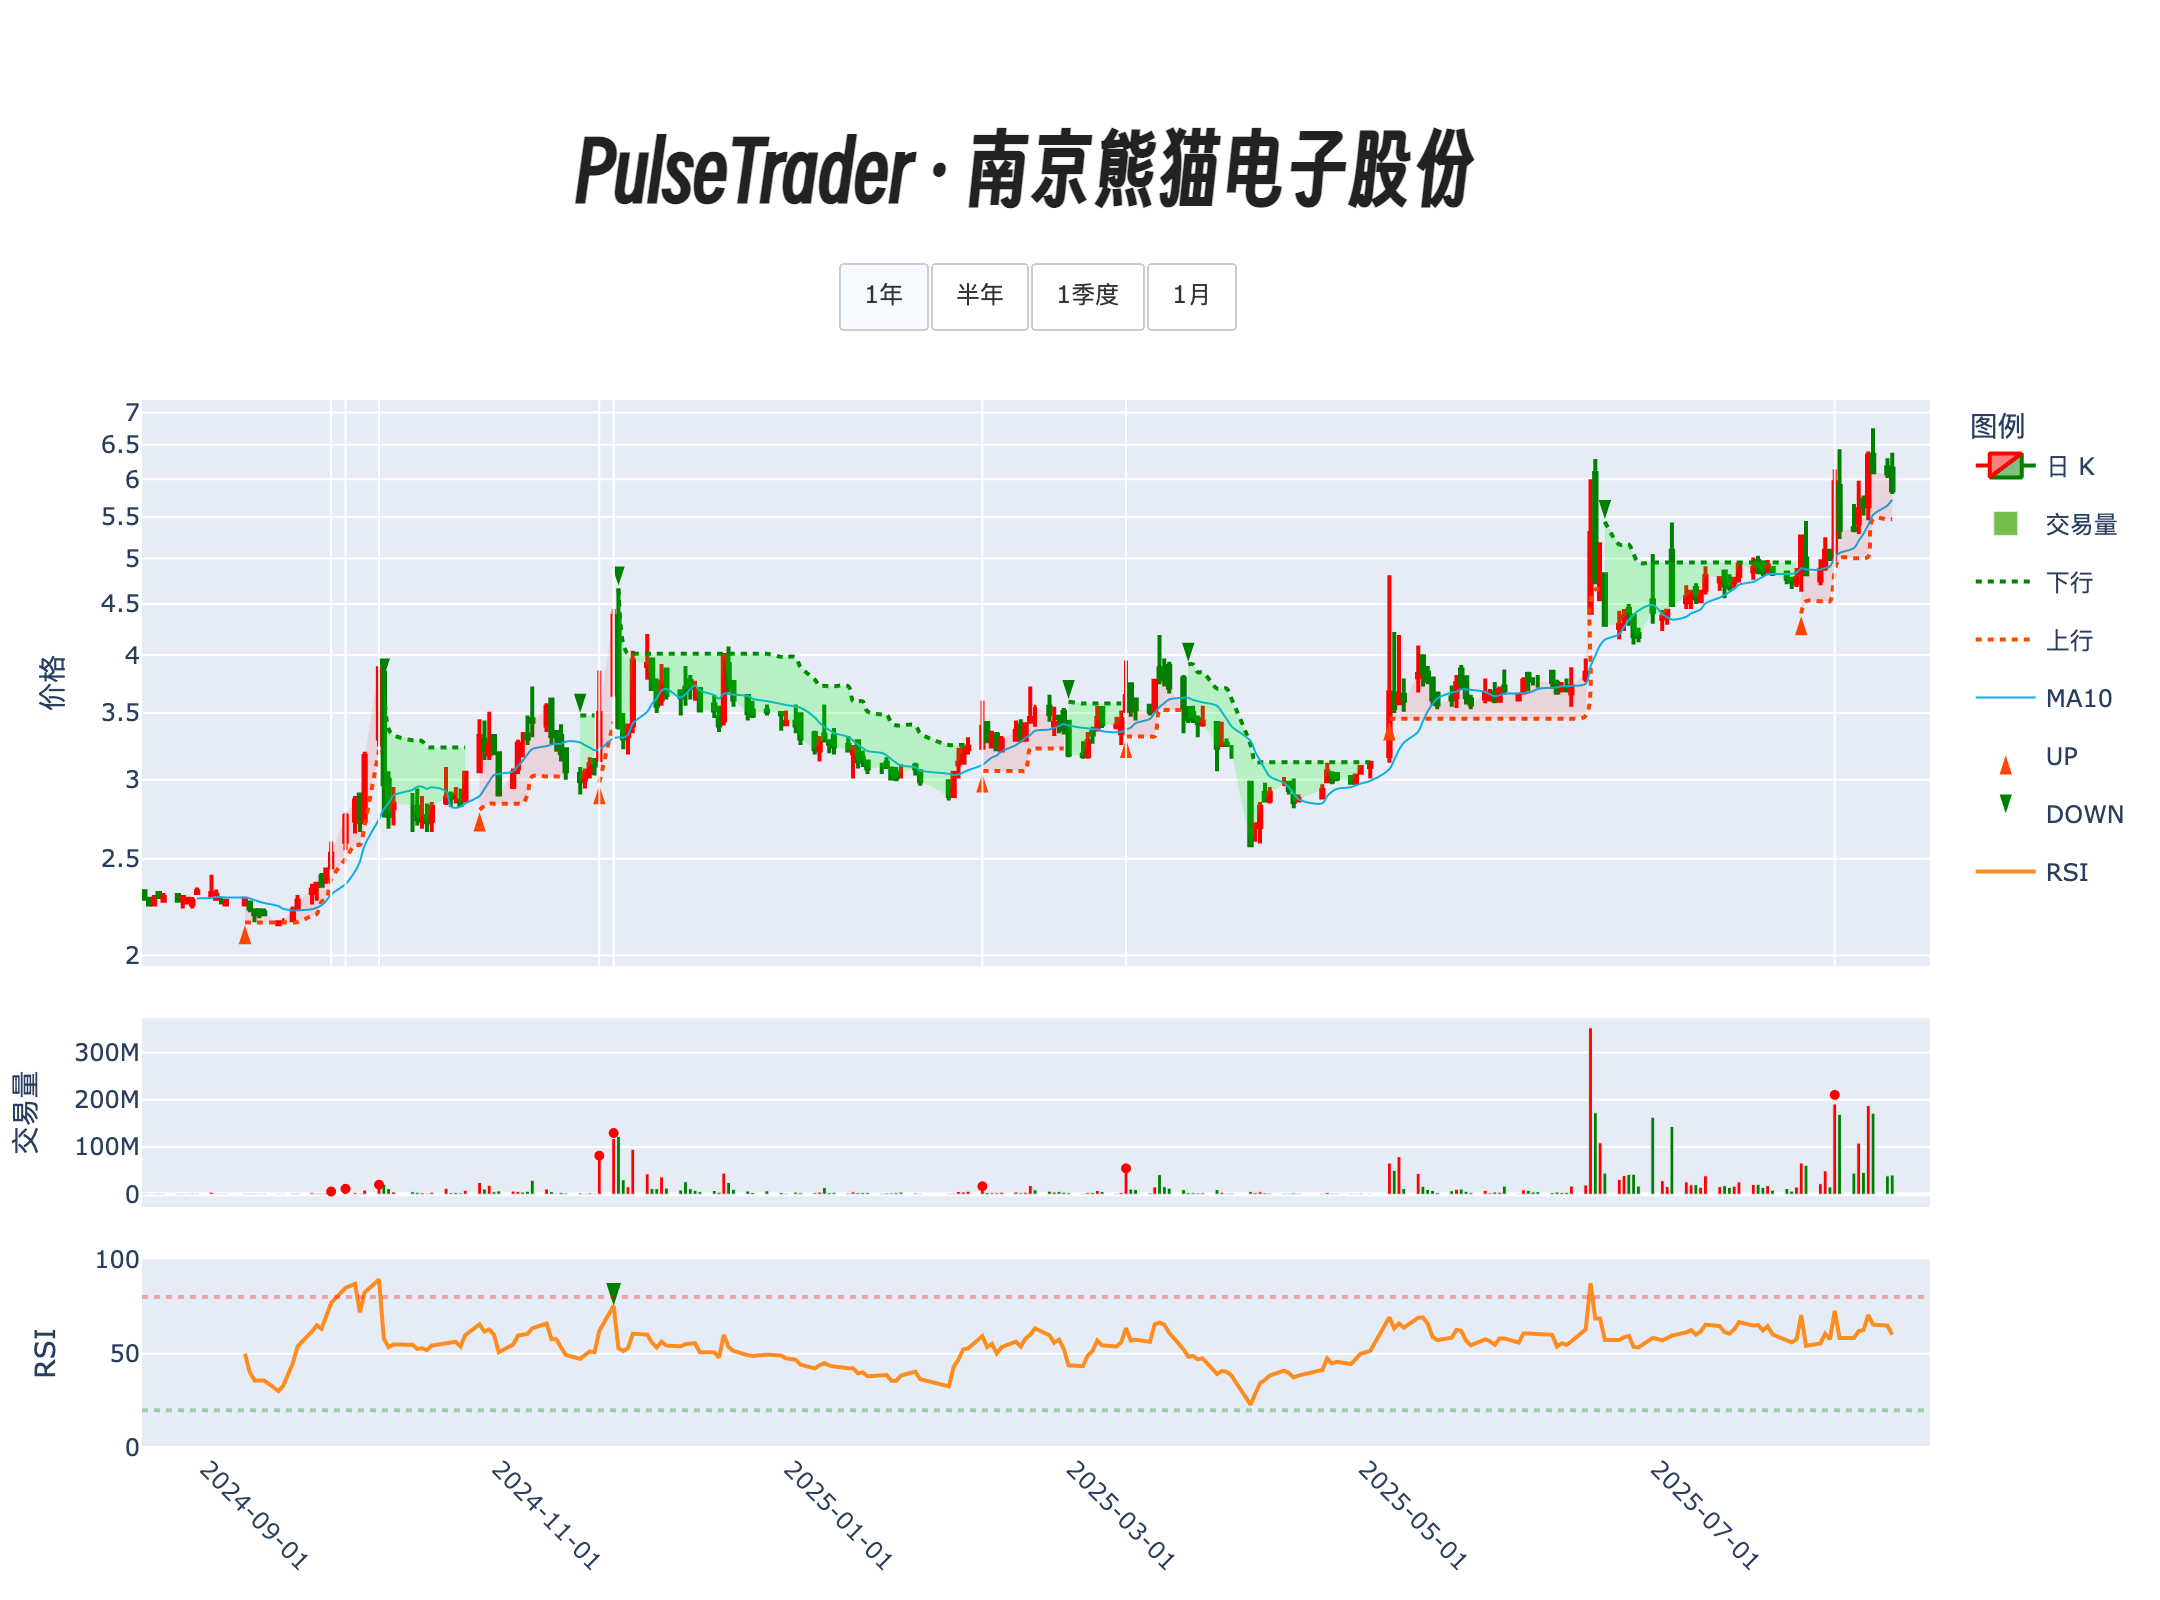 PulseTrader · 南京熊猫电子股份
1年
半年
1季度
1月
价格
7
6.5
6
5.5
5
4.5
4
3.5
3
2.5
2
图例
日 K
交易量
下行
上行
MA10
UP
DOWN
RSI
交易量
300M
200M
100M
0
RSI
100
50
0
2024-09-01
2024-11-01
2025-01-01
2025-03-01
2025-05-01
2025-07-01